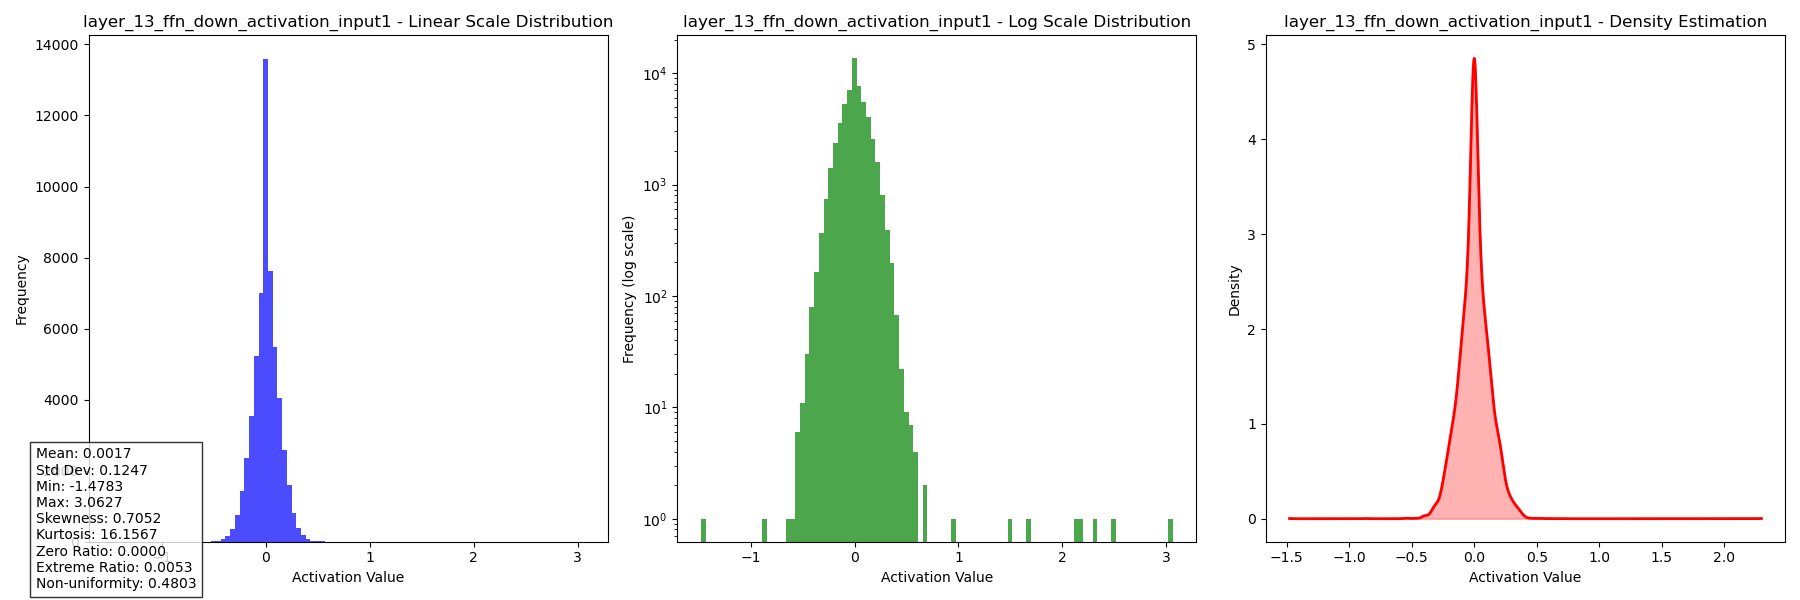 layer_13_ffn_down_activation_input1 - Linear Scale Distribution
14000
12000
10000
8000
6000
4000
0
1
2
3
Frequency
Activation Value
Mean: 0.0017
Std Dev: 0.1247
Min: -1.4783
Max: 3.0627
Skewness: 0.7052
Kurtosis: 16.1567
Zero Ratio: 0.0000
Extreme Ratio: 0.0053
Non-uniformity: 0.4803
layer_13_ffn_down_activation_input1 - Log Scale Distribution
10⁴
10³
10²
10¹
10⁰
−1
0
1
2
3
Frequency (log scale)
Activation Value
layer_13_ffn_down_activation_input1 - Density Estimation
5
4
3
2
1
0
−1.5
−1.0
−0.5
0.0
0.5
1.0
1.5
2.0
Density
Activation Value